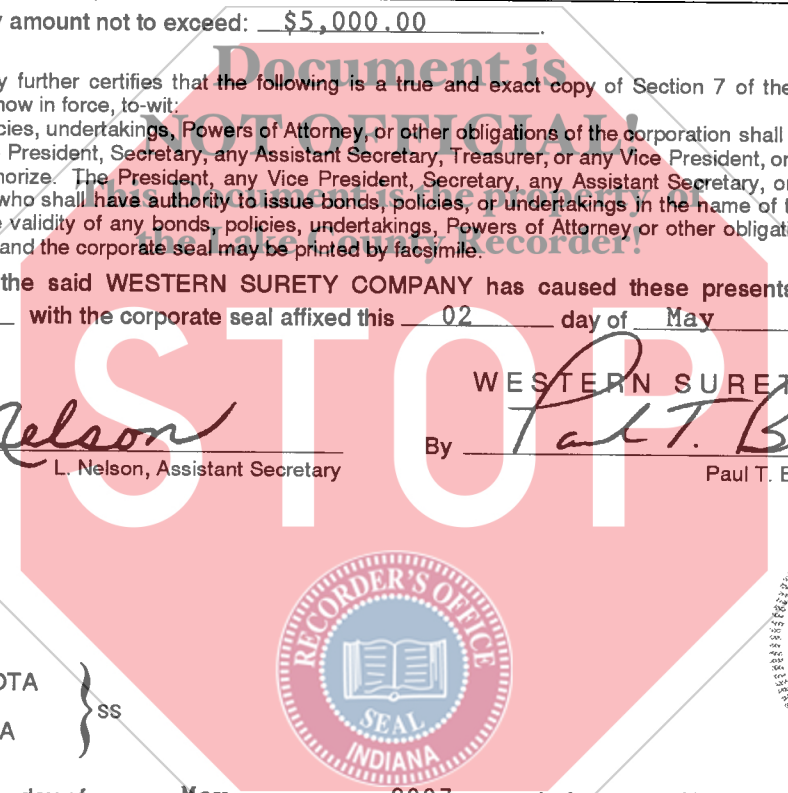 y amount not to exceed: $5,000.00.
Document is
y further certifies that the following is a true and exact copy of Section 7 of the
now in force, to-wit:
NOT OFFICIAL!
cies, undertakings, Powers of Attorney, or other obligations of the corporation shall
President, Secretary, any Assistant Secretary, Treasurer, or any Vice President, or
horize. The President, any Vice President, Secretary, any Assistant Secretary, or
This Document is the property of
who shall have authority to issue bonds, policies, or undertakings in the name of
e validity of any bonds, policies, undertakings, Powers of Attorney or other obligati
the Lake County Recorder!
and the corporate seal may be printed by facsimile.
the said WESTERN SURETY COMPANY has caused these presents
with the corporate seal affixed this 02 day of May
STOP
WESTERN SURET
Nelson
By Paul T. B
L. Nelson, Assistant Secretary
Paul T. B
RECORDER'S OFFICE
SEAL
INDIANA
OTA
SS
A
day of May 2007